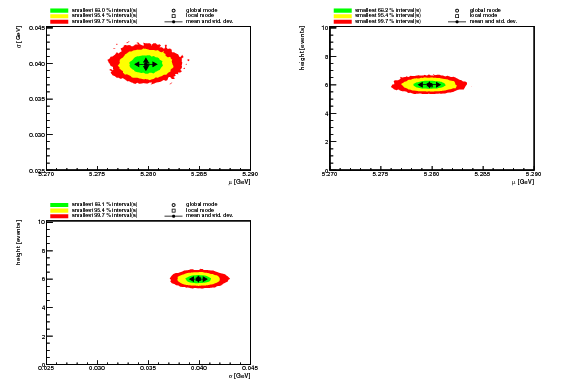 smallest 68.0 % interval(s) global mode
smallest 95.4 % interval(s) local mode
smallest 99.7 % interval(s) mean and std. dev.
σ [GeV]
0.045
0.040
0.035
0.030
0.025
5.270 5.275 5.280 5.285 5.290
μ [GeV]
smallest 68.2 % interval(s) global mode
smallest 95.4 % interval(s) local mode
smallest 99.7 % interval(s) mean and std. dev.
height [events]
10
8
6
4
2
0
5.270 5.275 5.280 5.285 5.290
μ [GeV]
smallest 68.1 % interval(s) global mode
smallest 95.4 % interval(s) local mode
smallest 99.7 % interval(s) mean and std. dev.
height [events]
10
8
6
4
2
0
0.025 0.030 0.035 0.040 0.045
σ [GeV]